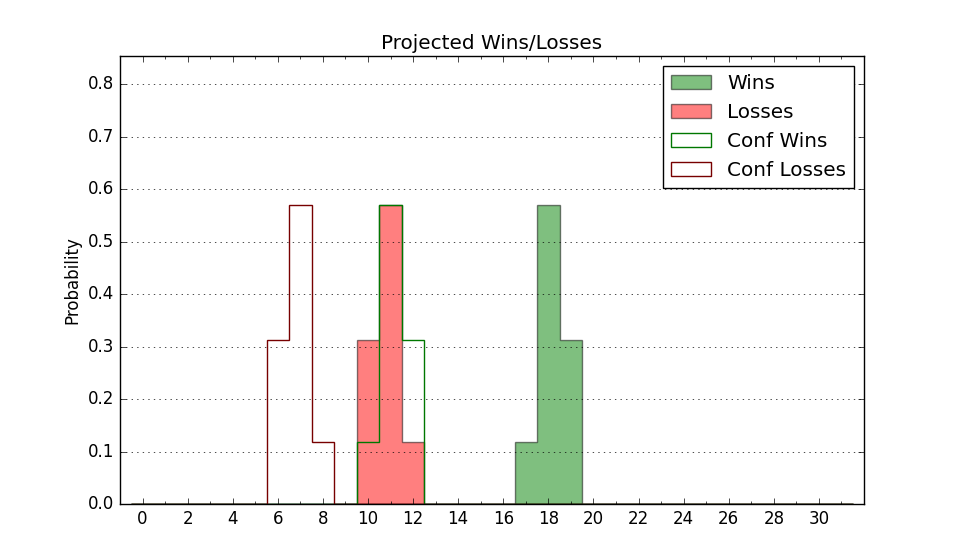 Projected Wins/Losses
Wins
Losses
Conf Wins
Conf Losses
Probability
0.8
0.7
0.6
0.5
0.4
0.3
0.2
0.1
0.0
0 2 4 6 8 10 12 14 16 18 20 22 24 26 28 30